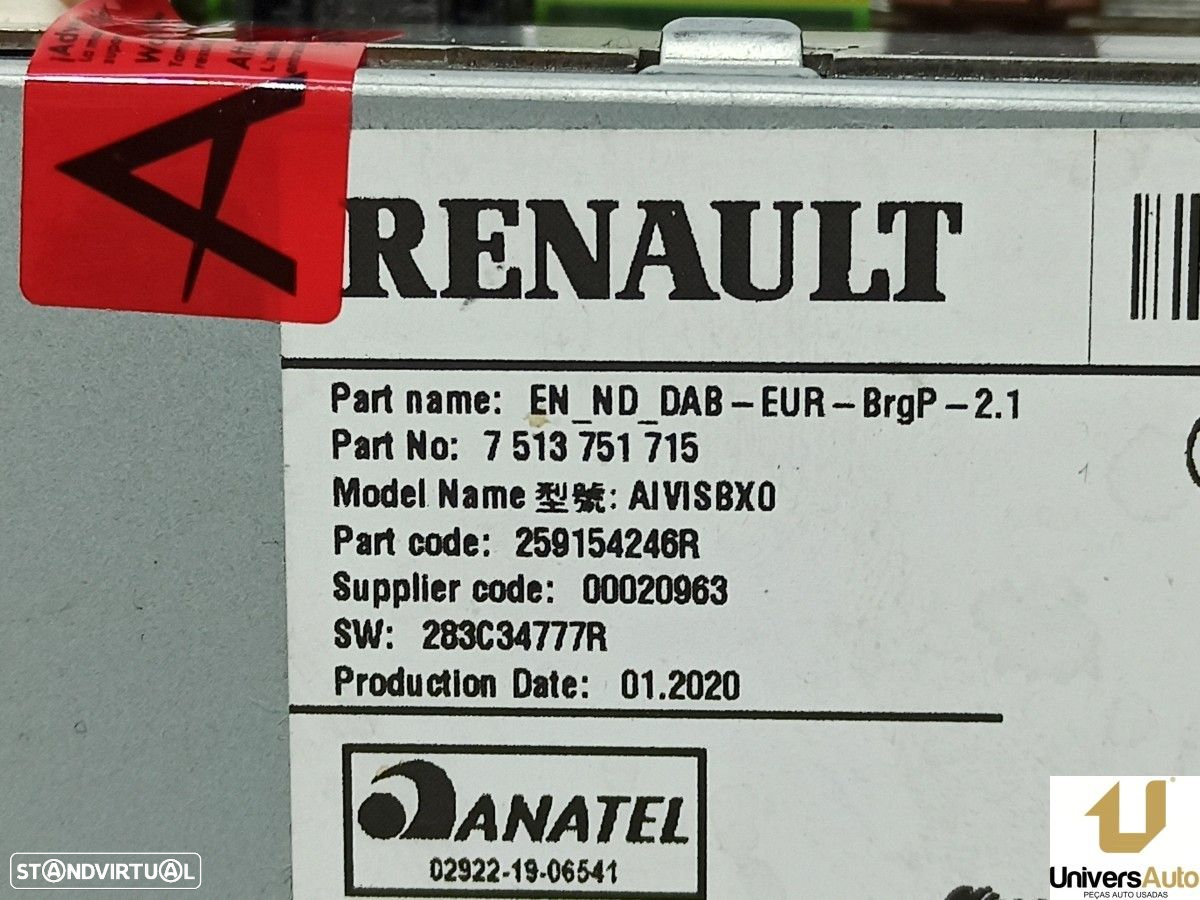 A
RENAULT
Part name: EN_ND_DAB-EUR-BrgP-2.1
Part No: 7 513 751 715
Model Name 型號: AIVISBX0
Part code: 259154246R
Supplier code: 00020963
SW: 283C34777R
Production Date: 01.2020
ANATEL
02922-19-06541
STANDVIRTUAL
UniversAuto
PEÇAS AUTO USADAS